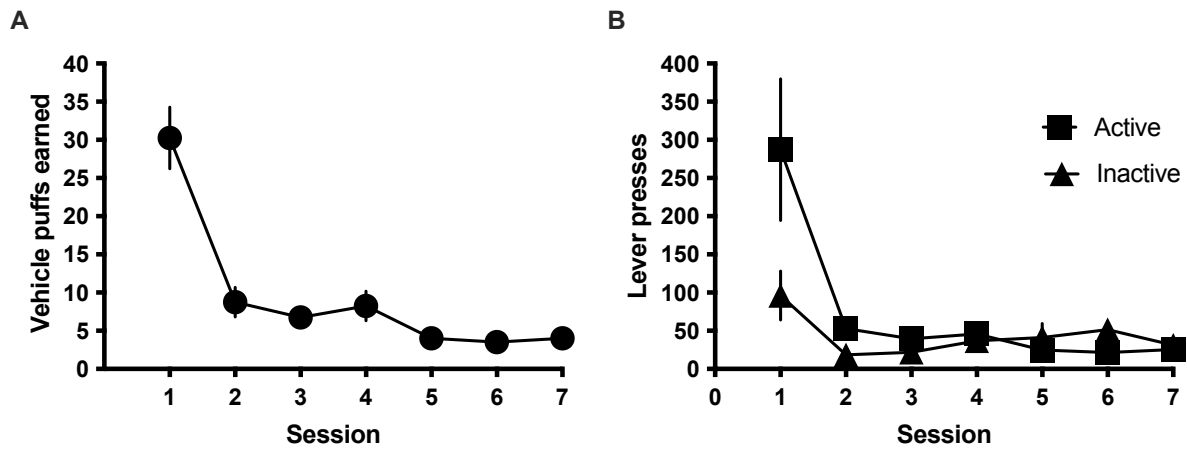 A
Vehicle puffs earned
40
35
30
25
20
15
10
5
0
1 2 3 4 5 6 7
Session
B
Lever presses
400
350
300
250
200
150
100
50
0
0 1 2 3 4 5 6 7
Session
Active
Inactive